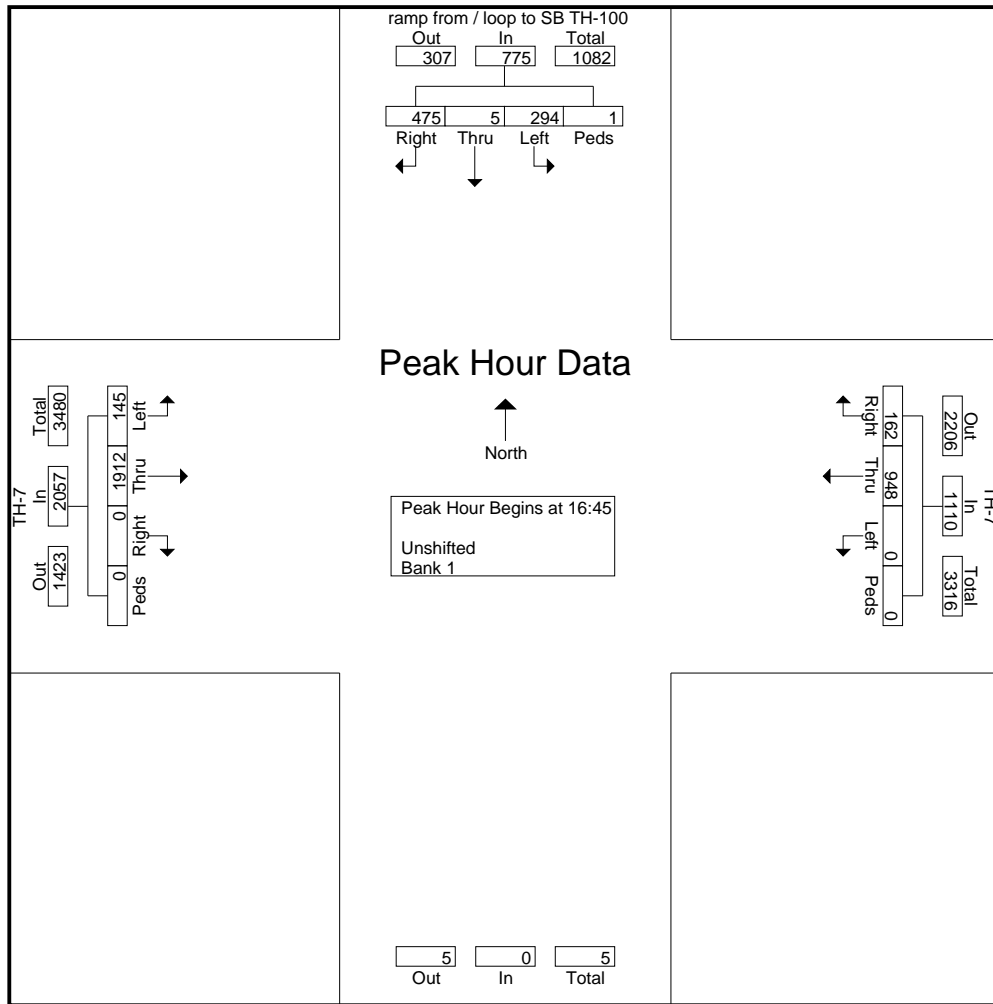 ramp from / loop to SB TH-100
Out In Total
307 775 1082
475 5 294 1
Right Thru Left Peds
Peak Hour Data
North
Peak Hour Begins at 16:45
Unshifted
Bank 1
TH-7
Out In Total
1423 2057 3480
0 0 1912 145
Peds Right Thru Left
TH-7
Out In Total
2206 1110 3316
162 948 0 0
Right Thru Left Peds
5 0 5
Out In Total